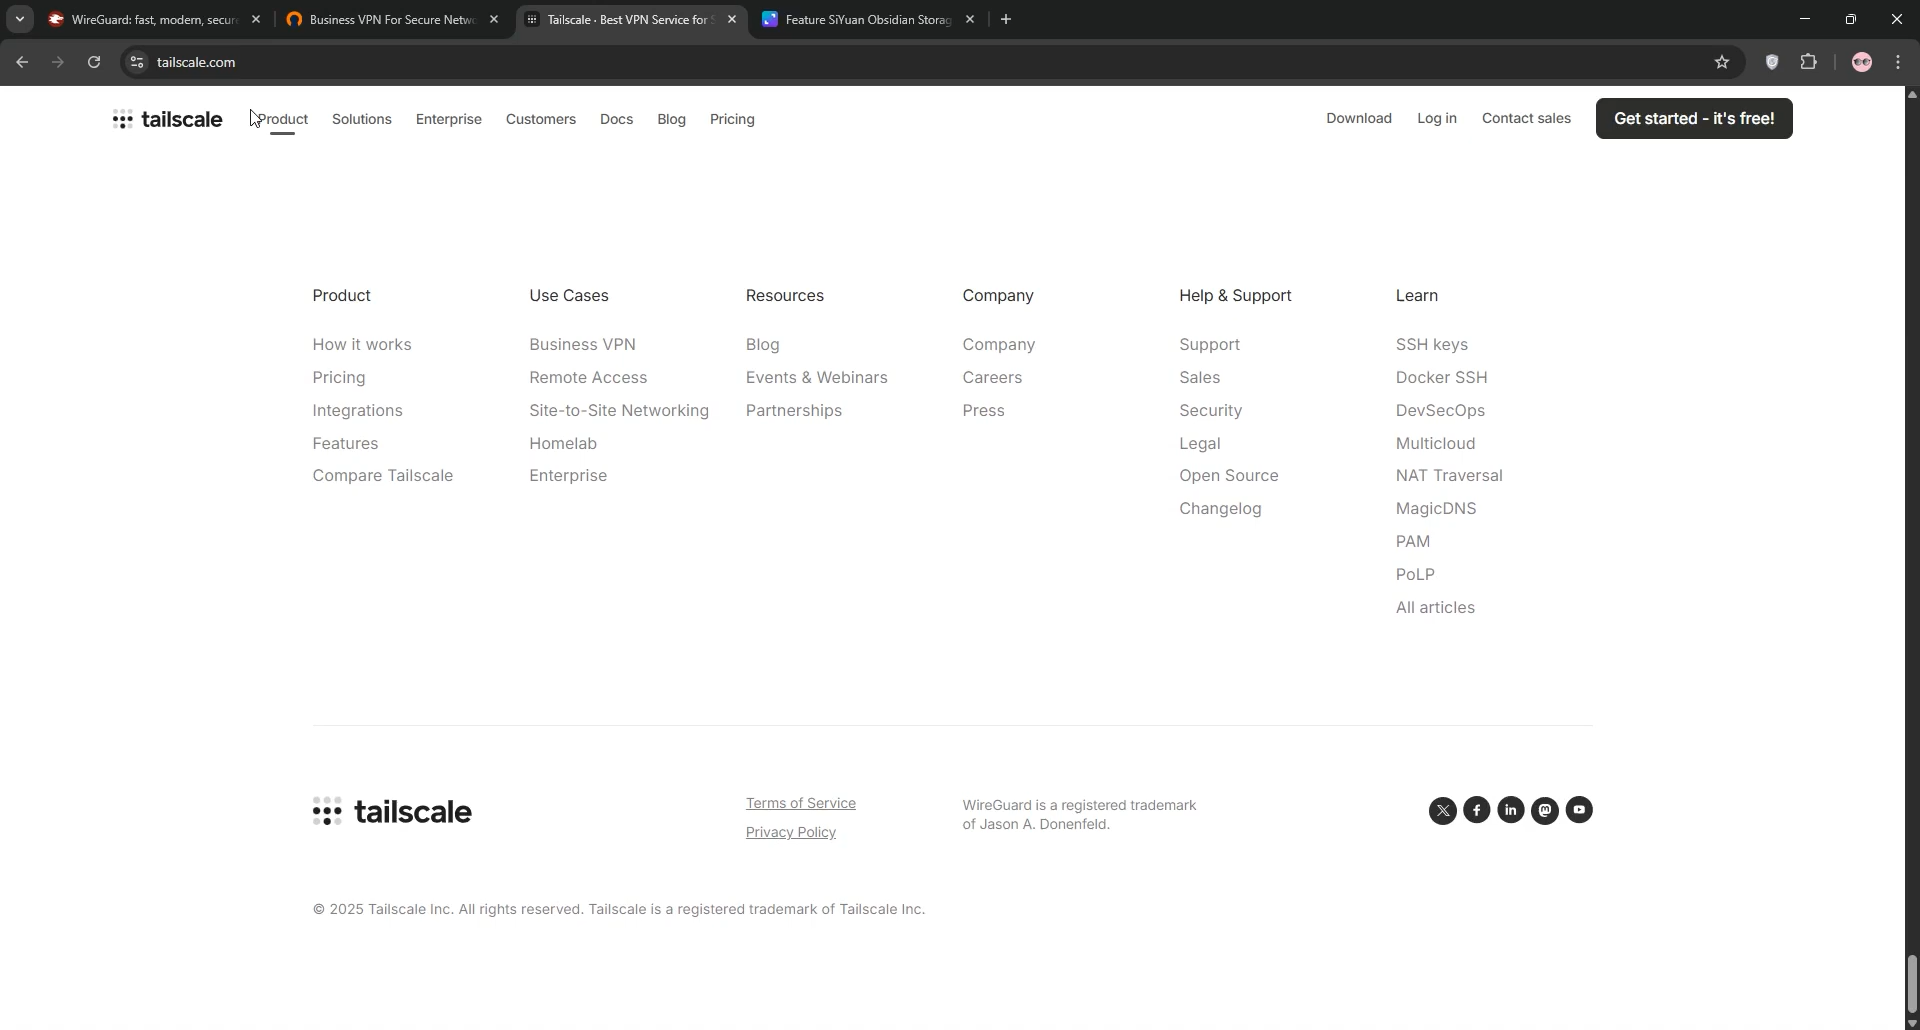 WireGuard: fast, modern, secure
Business VPN For Secure Netwo
Tailscale · Best VPN Service for S
Feature SiYuan Obsidian Storag
tailscale.com
tailscale
Product
Solutions
Enterprise
Customers
Docs
Blog
Pricing
Download
Log in
Contact sales
Get started - it's free!
Product
How it works
Pricing
Integrations
Features
Compare Tailscale
Use Cases
Business VPN
Remote Access
Site-to-Site Networking
Homelab
Enterprise
Resources
Blog
Events & Webinars
Partnerships
Company
Company
Careers
Press
Help & Support
Support
Sales
Security
Legal
Open Source
Changelog
Learn
SSH keys
Docker SSH
DevSecOps
Multicloud
NAT Traversal
MagicDNS
PAM
PoLP
All articles
tailscale
Terms of Service
Privacy Policy
WireGuard is a registered trademark
of Jason A. Donenfeld.
© 2025 Tailscale Inc. All rights reserved. Tailscale is a registered trademark of Tailscale Inc.